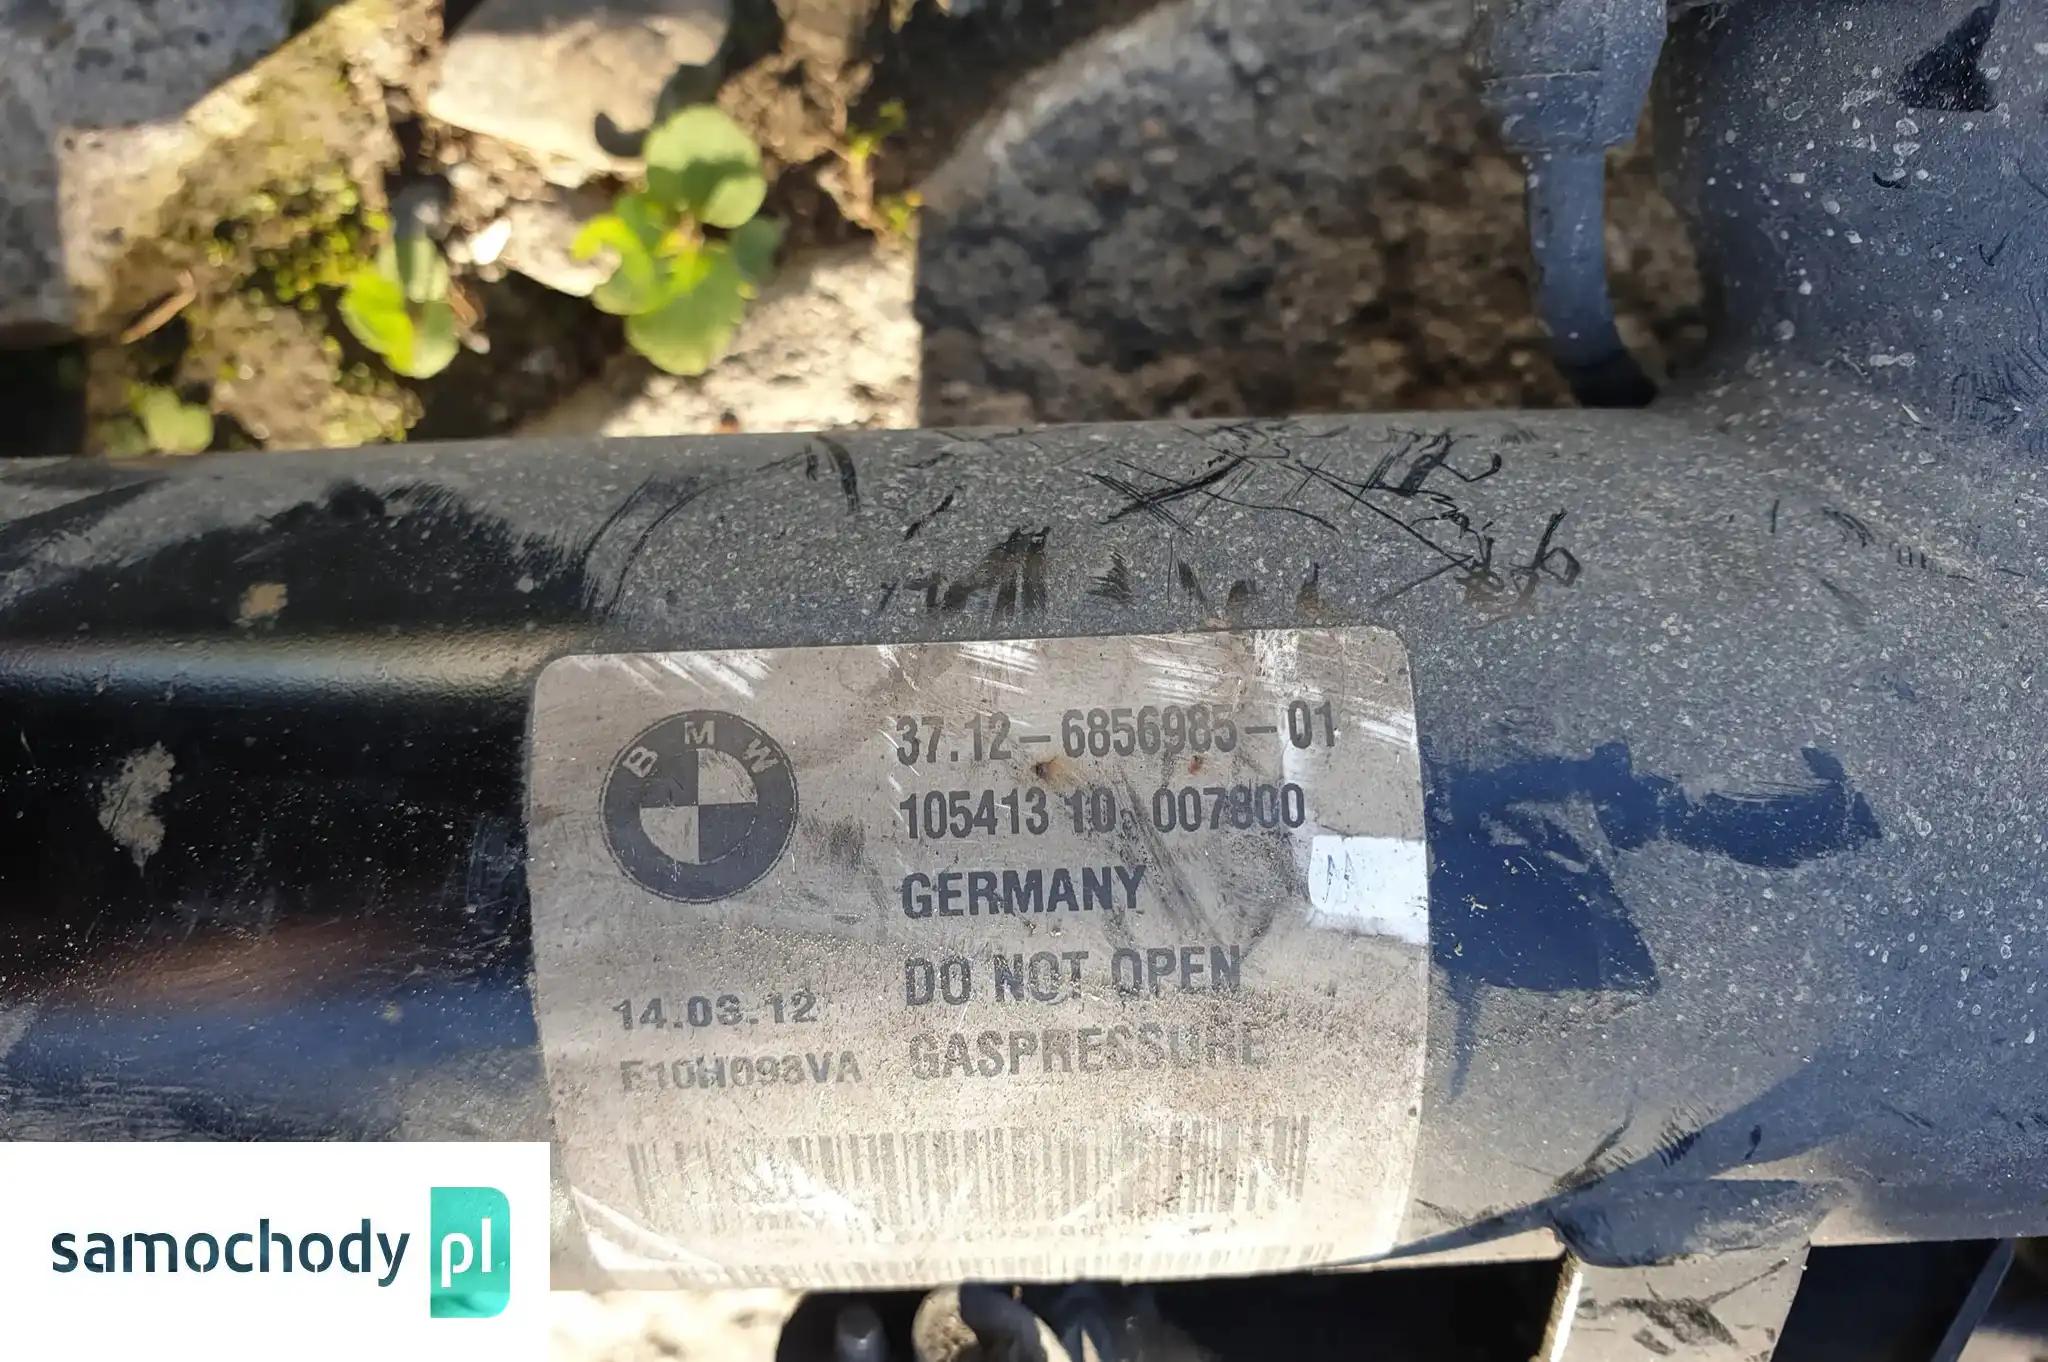 BMW
37.12-6856985-01
105413 10 007800
GERMANY
DO NOT OPEN
GASPRESSURE
14.03.12
samochody pl